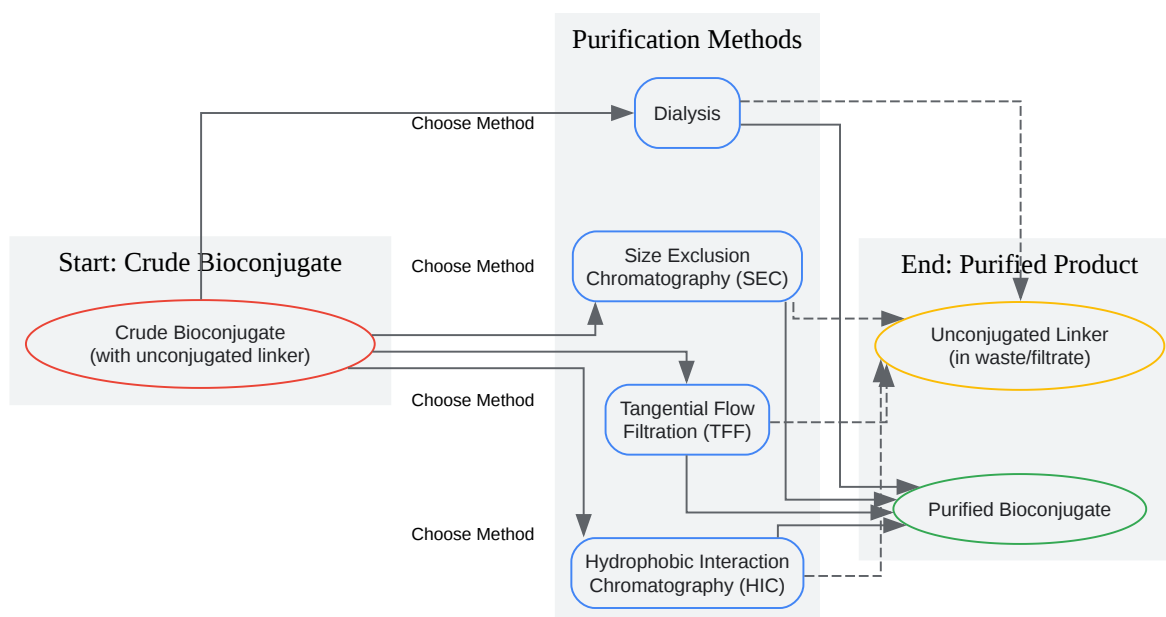 Purification Methods
Dialysis
Choose Method
Start: Crude Bioconjugate
Choose Method
Size Exclusion
Chromatography (SEC)
End: Purified Product
Crude Bioconjugate
(with unconjugated linker)
Unconjugated Linker
(in waste/filtrate)
Choose Method
Tangential Flow
Filtration (TFF)
Purified Bioconjugate
Choose Method
Hydrophobic Interaction
Chromatography (HIC)